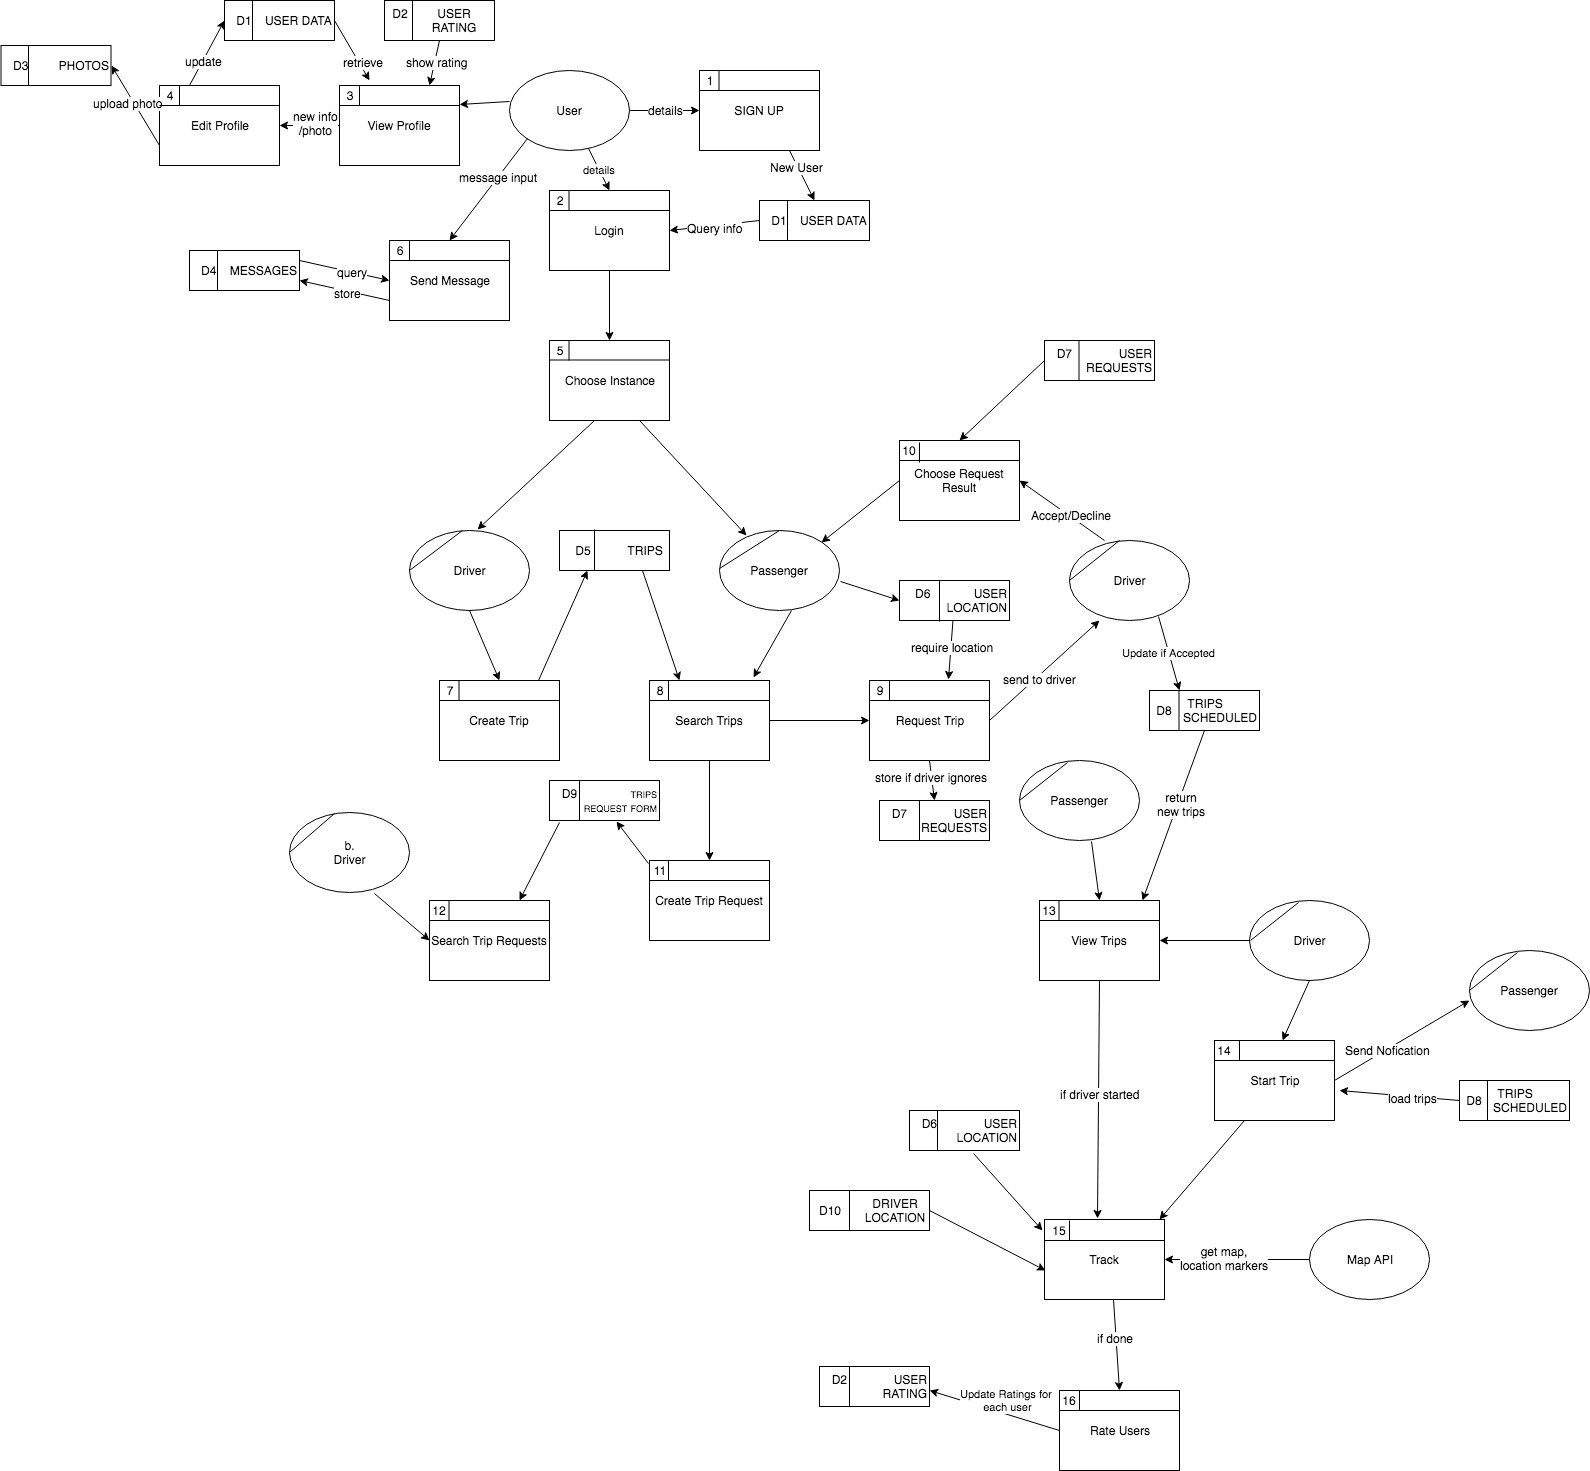 D1
USER DATA
D2
USER
RATING
D3
PHOTOS
update
retrieve
show rating
upload photo
4
Edit Profile
new info
/photo
3
View Profile
User
details
1
SIGN UP
message input
details
New User
2
Login
Query info
D1
USER DATA
D4
MESSAGES
query
store
6
Send Message
5
Choose Instance
D7
USER
REQUESTS
10
Choose Request
Result
Accept/Decline
Driver
D5
TRIPS
Passenger
D6
USER
LOCATION
Driver
require location
send to driver
Update if Accepted
7
Create Trip
8
Search Trips
9
Request Trip
D8
TRIPS
SCHEDULED
store if driver ignores
D9
TRIPS
REQUEST FORM
D7
USER
REQUESTS
Passenger
return
new trips
b.
Driver
11
Create Trip Request
12
Search Trip Requests
13
View Trips
Driver
Passenger
14
Start Trip
Send Nofication
if driver started
load trips
D8
TRIPS
SCHEDULED
D6
USER
LOCATION
D10
DRIVER
LOCATION
15
Track
get map,
location markers
Map API
if done
D2
USER
RATING
Update Ratings for
each user
16
Rate Users